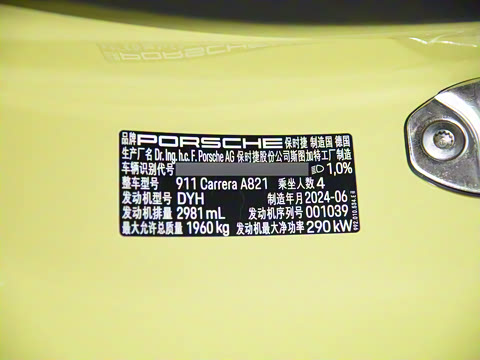 品牌 PORSCHE 保时捷 制造国 德国
生产厂名 Dr. Ing. h.c. F. Porsche AG 保时捷股份公司斯图加特工厂制造
车辆识别代号 1,0%
整车型号 911 Carrera A821 乘坐人数 4
发动机型号 DYH 制造年月 2024-06
发动机排量 2981 mL 发动机序列号 001039
最大允许总质量 1960 kg 发动机最大净功率 290 kW
992.010.534.E